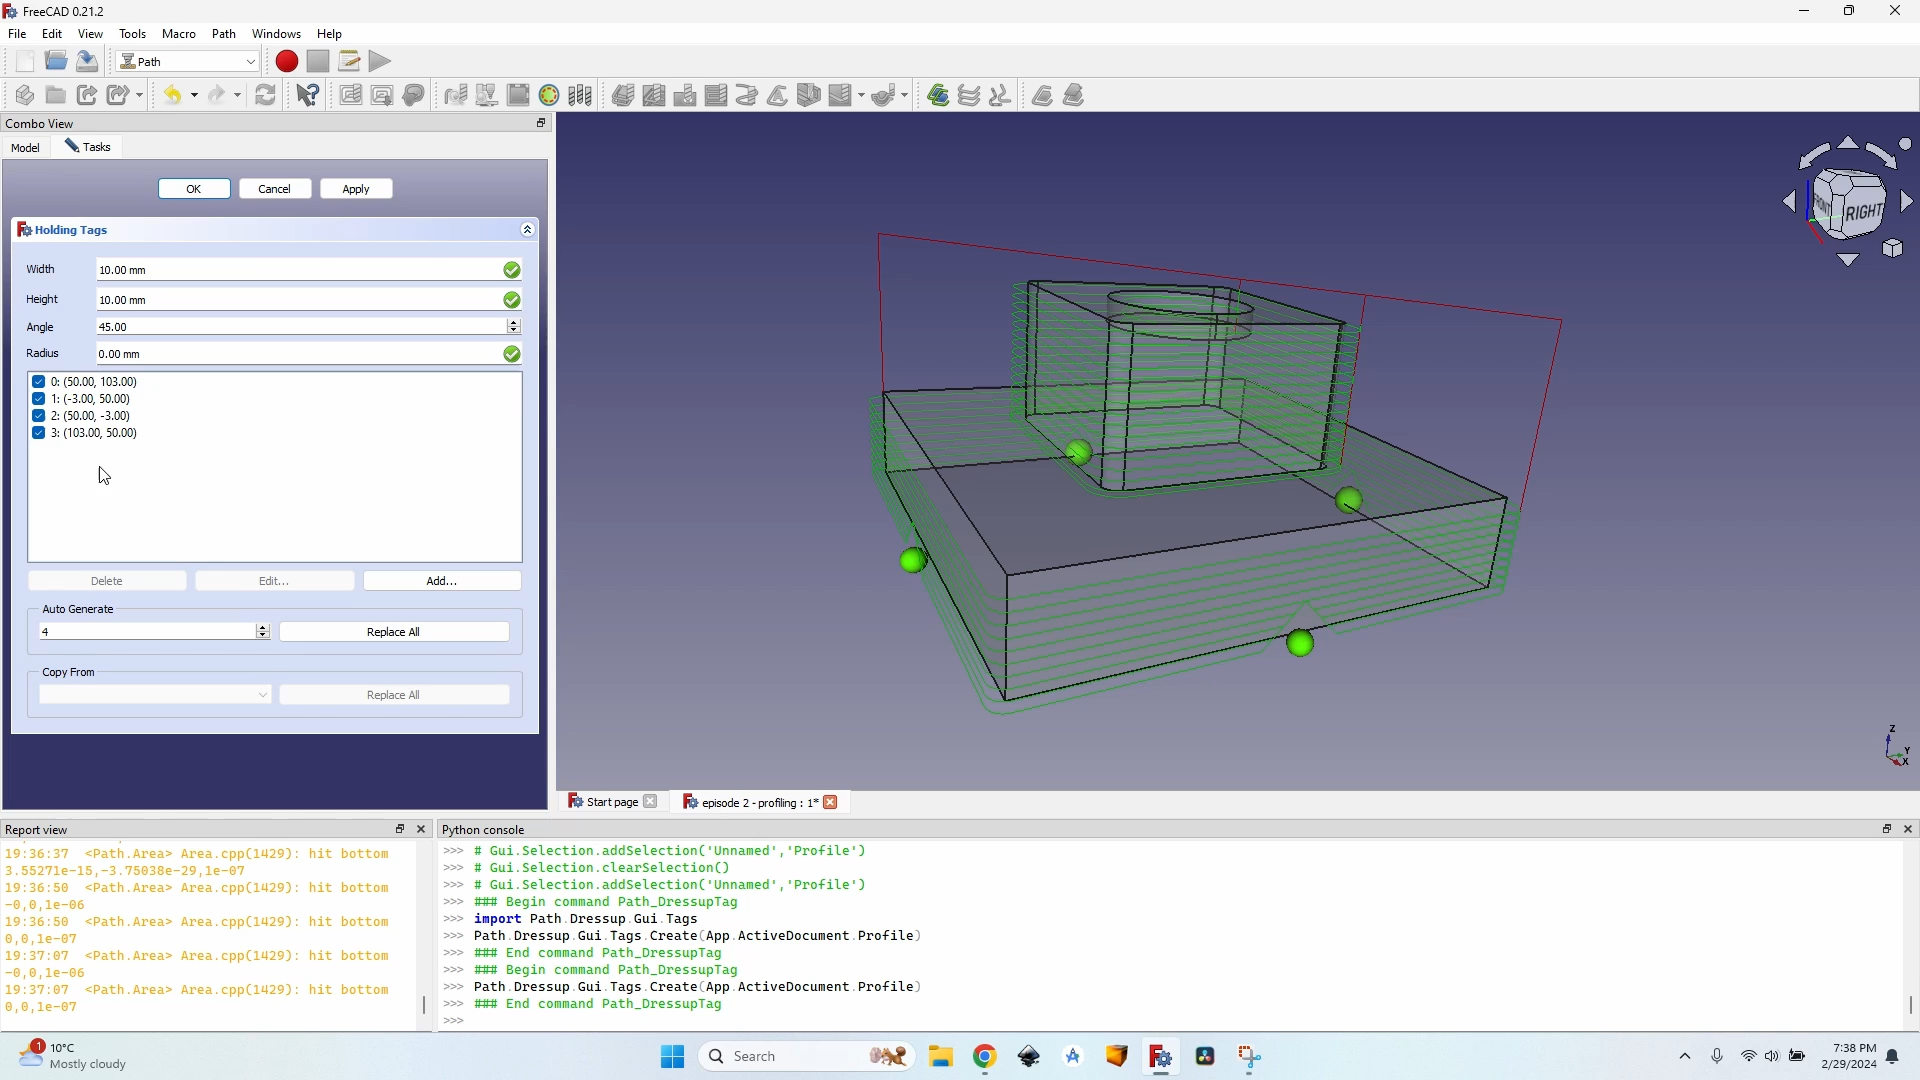 FreeCAD 0.21.2
File Edit View Tools Macro Path Windows Help
Path
Combo View
Model Tasks
OK Cancel Apply
Holding Tags
Width 10.00 mm
Height 10.00 mm
Angle 45.00
Radius 0.00 mm
0: (50.00, 103.00)
1: (-3.00, 50.00)
2: (50.00, -3.00)
3: (103.00, 50.00)
Delete Edit... Add...
Auto Generate
4 Replace All
Copy From
Replace All
FRONT RIGHT
Z
Y
X
Start page episode 2 - profiling : 1*
Report view
19:36:37 <Path.Area> Area.cpp(1429): hit bottom
3.55271e-15,-3.75038e-29,1e-07
19:36:50 <Path.Area> Area.cpp(1429): hit bottom
-0,0,1e-06
19:36:50 <Path.Area> Area.cpp(1429): hit bottom
0,0,1e-07
19:37:07 <Path.Area> Area.cpp(1429): hit bottom
-0,0,1e-06
19:37:07 <Path.Area> Area.cpp(1429): hit bottom
0,0,1e-07
Python console
>>> # Gui.Selection.addSelection('Unnamed','Profile')
>>> # Gui.Selection.clearSelection()
>>> # Gui.Selection.addSelection('Unnamed','Profile')
>>> ### Begin command Path_DressupTag
>>> import Path.Dressup.Gui.Tags
>>> Path.Dressup.Gui.Tags.Create(App.ActiveDocument.Profile)
>>> ### End command Path_DressupTag
>>> ### Begin command Path_DressupTag
>>> Path.Dressup.Gui.Tags.Create(App.ActiveDocument.Profile)
>>> ### End command Path_DressupTag
>>>
1
10°C
Mostly cloudy
Search
7:38 PM
2/29/2024